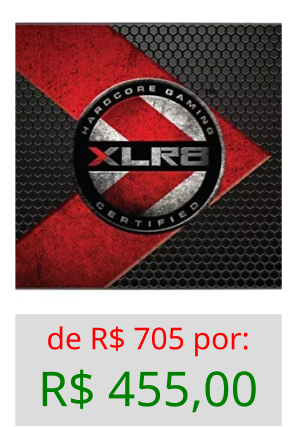 HARDCORE GAMING
XLR8
CERTIFIED
de R$ 705 por:
R$ 455,00